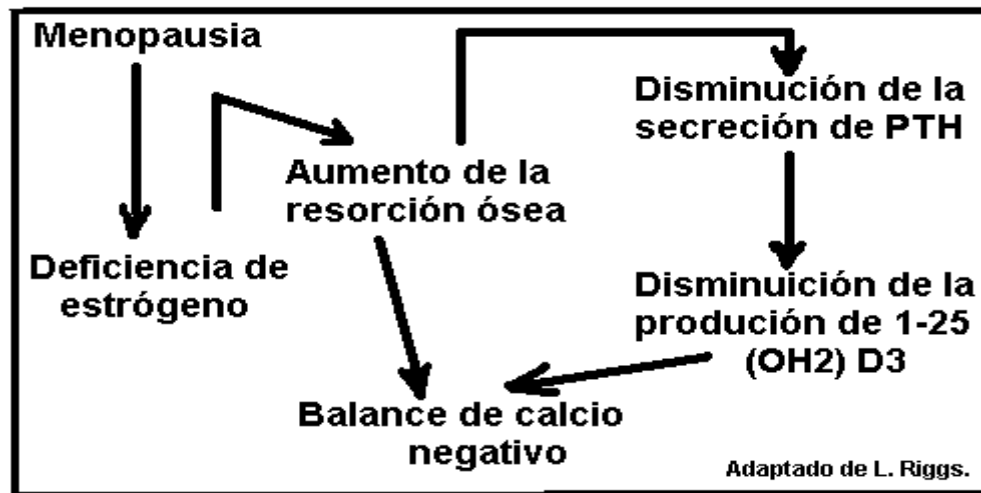 Menopausia
Deficiencia de
estrógeno
Aumento de la
resorción ósea
Disminución de la
secreción de PTH
Disminuición de la
produción de 1-25
(OH2) D3
Balance de calcio
negativo
Adaptado de L. Riggs.